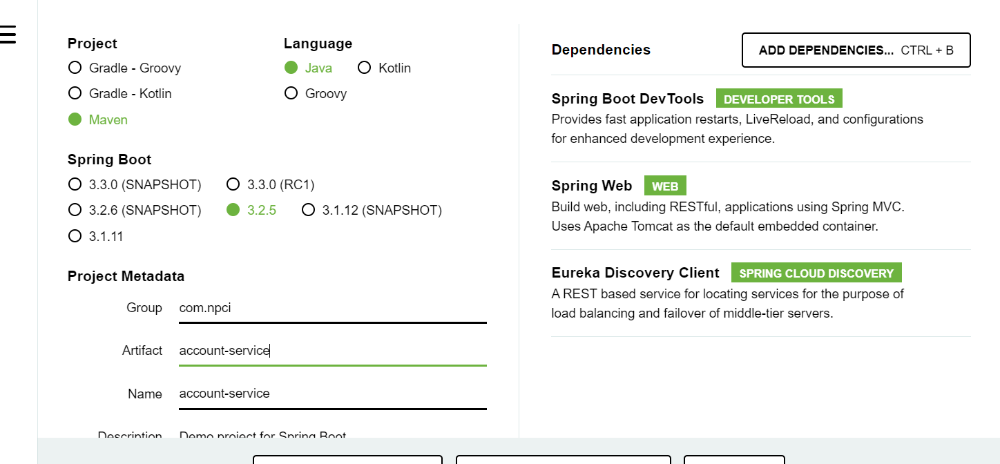 Project
Gradle - Groovy
Gradle - Kotlin
Maven
Language
Java Kotlin
Groovy
Spring Boot
3.3.0 (SNAPSHOT) 3.3.0 (RC1)
3.2.6 (SNAPSHOT) 3.2.5 3.1.12 (SNAPSHOT)
3.1.11
Project Metadata
Group com.npci
Artifact account-service
Name account-service
Description Demo project for Spring Boot
Dependencies
ADD DEPENDENCIES... CTRL + B
Spring Boot DevTools DEVELOPER TOOLS
Provides fast application restarts, LiveReload, and configurations
for enhanced development experience.
Spring Web WEB
Build web, including RESTful, applications using Spring MVC.
Uses Apache Tomcat as the default embedded container.
Eureka Discovery Client SPRING CLOUD DISCOVERY
A REST based service for locating services for the purpose of
load balancing and failover of middle-tier servers.